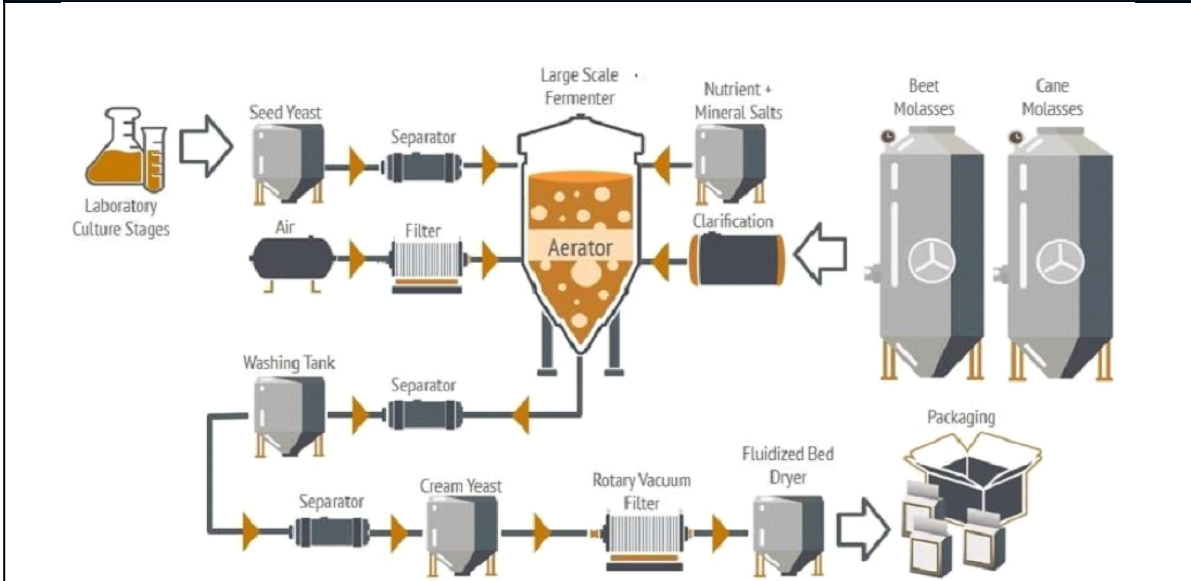 Large Scale
Fermenter
Nutrient +
Mineral Salts
Beet
Molasses
Cane
Molasses
Seed Yeast
Separator
Laboratory
Culture Stages
Air
Filter
Aerator
Clarification
Washing Tank
Separator
Packaging
Fluidized Bed
Dryer
Separator
Cream Yeast
Rotary Vacuum
Filter